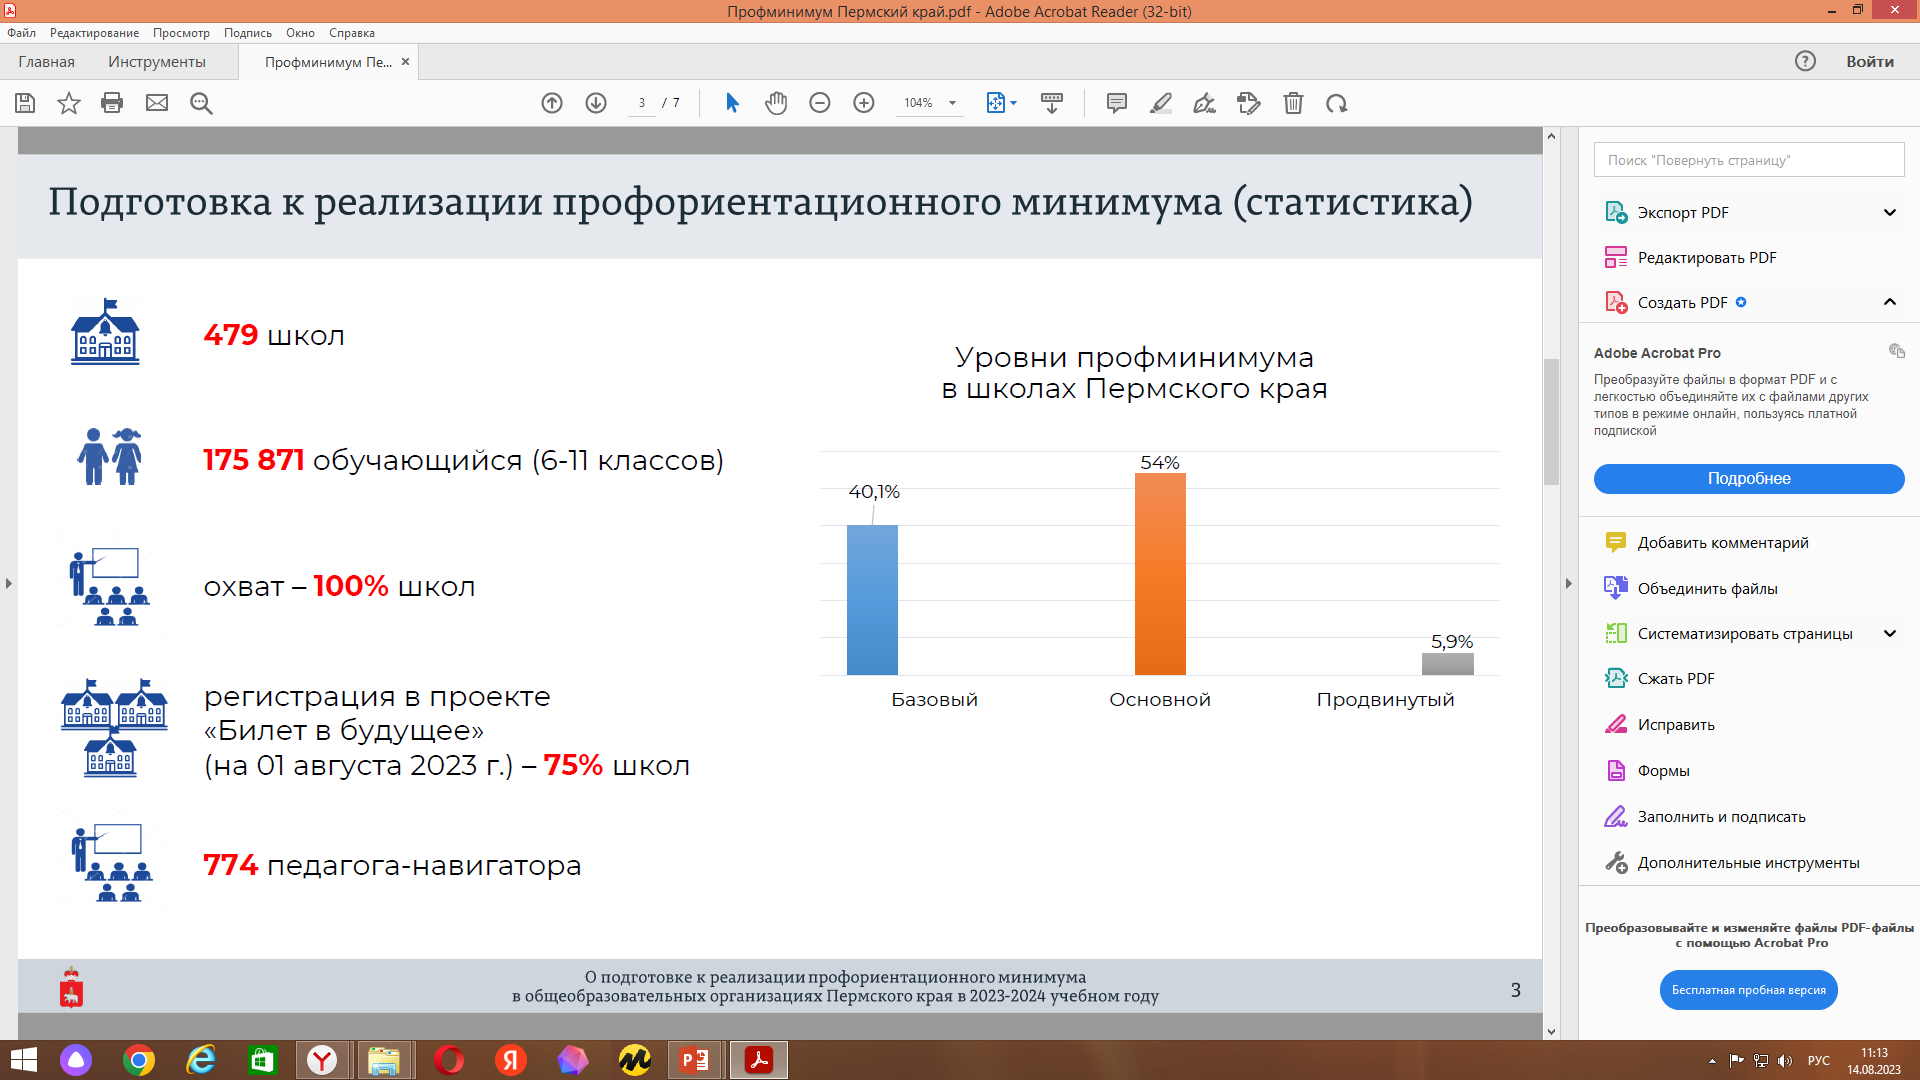 Профминимум Пермский край.pdf - Adobe Acrobat Reader (32-bit)
Файл Редактирование Просмотр Подпись Окно Справка
Главная Инструменты Профминимум Пе... × Войти
3 / 7 104%
Подготовка к реализации профориентационного минимума (статистика)
479 школ
175 871 обучающийся (6-11 классов)
охват – 100% школ
регистрация в проекте
«Билет в будущее»
(на 01 августа 2023 г.) – 75% школ
774 педагога-навигатора
Уровни профминимума
в школах Пермского края
40,1%
54%
5,9%
Базовый Основной Продвинутый
О подготовке к реализации профориентационного минимума
в общеобразовательных организациях Пермского края в 2023-2024 учебном году
3
Поиск "Повернуть страницу"
Экспорт PDF
Редактировать PDF
Создать PDF
Adobe Acrobat Pro
Преобразуйте файлы в формат PDF и с
легкостью объединяйте их с файлами других
типов в режиме онлайн, пользуясь платной
подпиской
Подробнее
Добавить комментарий
Объединить файлы
Систематизировать страницы
Сжать PDF
Исправить
Формы
Заполнить и подписать
Дополнительные инструменты
Преобразовывайте и изменяйте файлы PDF-файлы
с помощью Acrobat Pro
Бесплатная пробная версия
РУС
11:13
14.08.2023